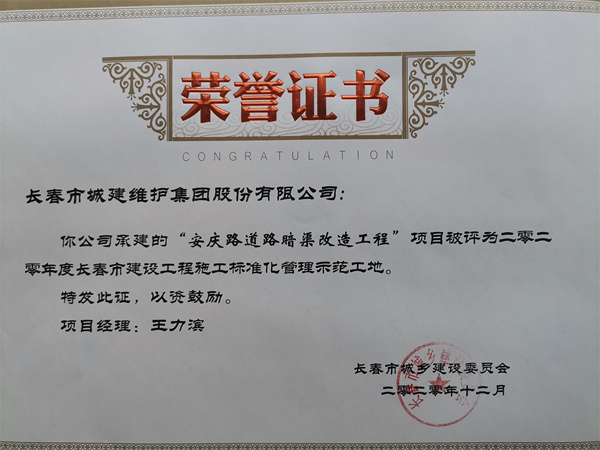 荣誉证书
CONGRATULATION
长春市城建维护集团股份有限公司：
你公司承建的“安庆路道路暗渠改造工程”项目被评为二零二
零年度长春市建设工程施工标准化管理示范工地。
特发此证，以资鼓励。
项目经理：王力滨
长春市城乡建设委员会
二零二零年十二月